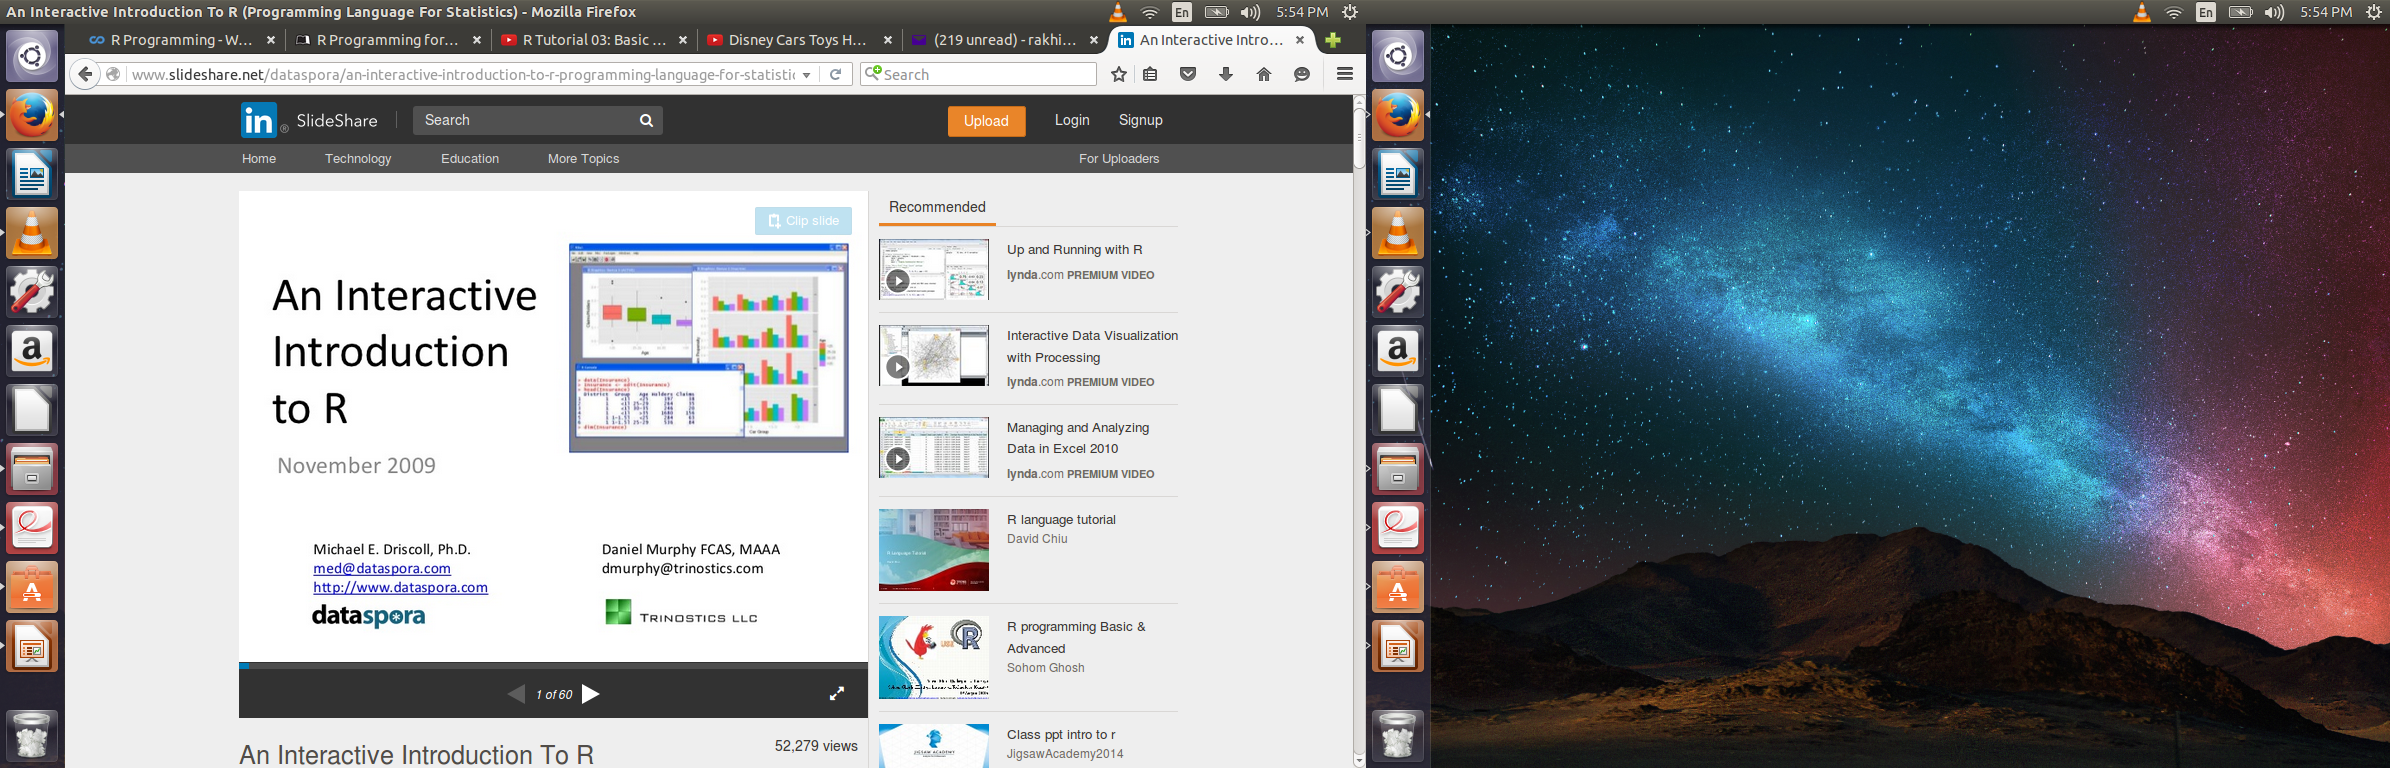 An Interactive Introduction To R (Programming Language For Statistics) - Mozilla Firefox
En
5:54 PM
En
5:54 PM
R Programming - W...
R Programming for...
R Tutorial 03: Basic ...
Disney Cars Toys H...
(219 unread) - rakhi...
An Interactive Intro...
www.slideshare.net/dataspora/an-interactive-introduction-to-r-programming-language-for-statistic
Search
in SlideShare
Search
Upload
Login
Signup
Home
Technology
Education
More Topics
For Uploaders
Clip slide
An Interactive
Introduction
to R
November 2009
Michael E. Driscoll, Ph.D.
med@dataspora.com
http://www.dataspora.com
dataspora
Daniel Murphy FCAS, MAAA
dmurphy@trinostics.com
TRINOSTICS LLC
1 of 60
An Interactive Introduction To R
52,279 views
Recommended
Up and Running with R
lynda.com PREMIUM VIDEO
Interactive Data Visualization
with Processing
lynda.com PREMIUM VIDEO
Managing and Analyzing
Data in Excel 2010
lynda.com PREMIUM VIDEO
R language tutorial
David Chiu
R programming Basic &
Advanced
Sohom Ghosh
Class ppt intro to r
JigsawAcademy2014